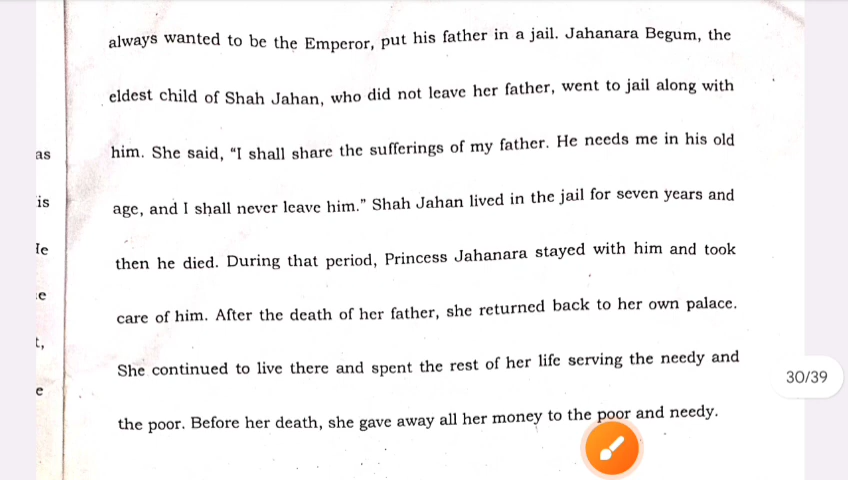 always wanted to be the Emperor, put his father in a jail. Jahanara Begum, the
eldest child of Shah Jahan, who did not leave her father, went to jail along with
as
him. She said, "I shall share the sufferings of my father. He needs me in his old
is
age, and I shall never leave him." Shah Jahan lived in the jail for seven years and
then he died. During that period, Princess Jahanara stayed with him and took
e
care of him. After the death of her father, she returned back to her own palace.
t,
She continued to live there and spent the rest of her life serving the needy and
30/39
e
the poor. Before her death, she gave away all her money to the poor and needy.